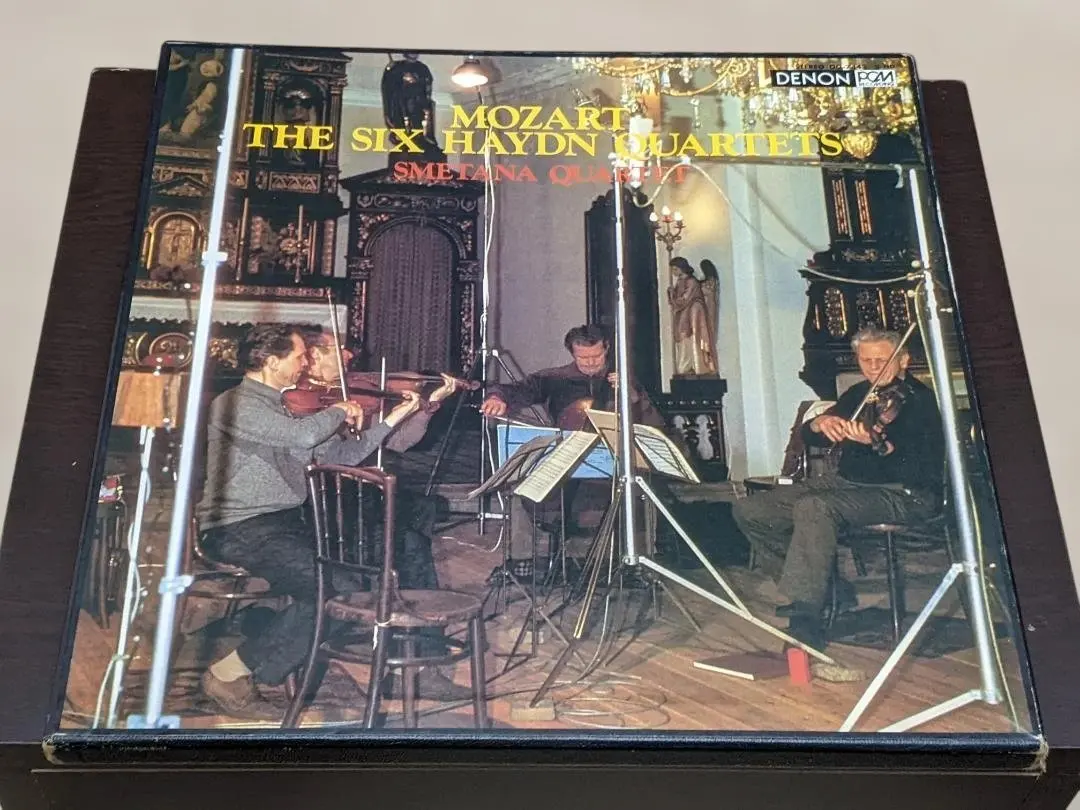 DENON PCM
MOZART
THE SIX HAYDN QUARTETS
SMETANA QUARTET